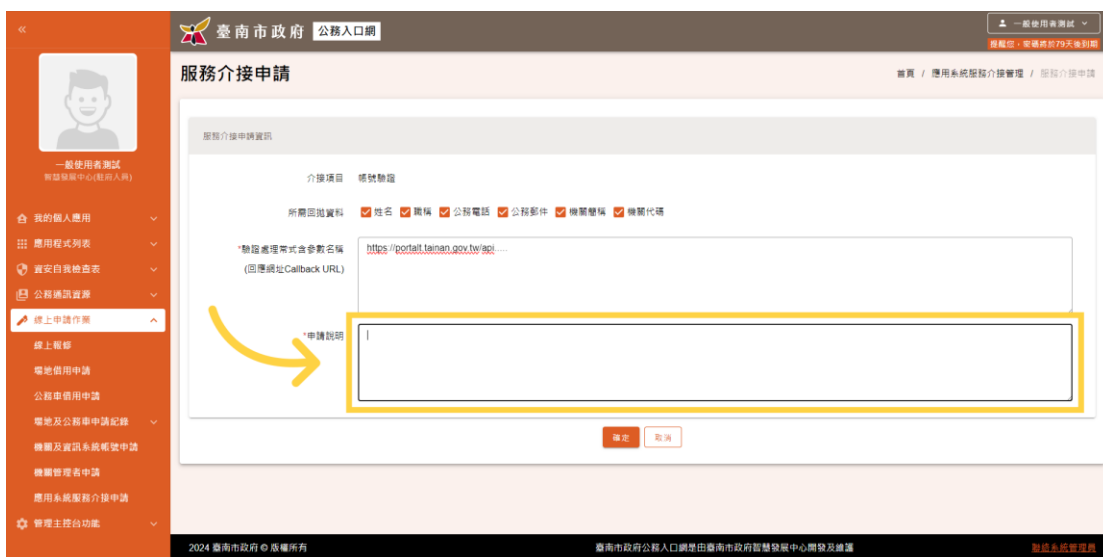 «
臺南市政府 公務入口網
一般使用者測試
提醒您，密碼將於79天後到期
一般使用者測試
智慧發展中心(駐府人員)
我的個人應用
應用程式列表
資安自我檢查表
公務通訊資源
線上申請作業
線上報修
場地借用申請
公務車借用申請
場地及公務車申請紀錄
機關及資訊系統帳號申請
機關管理者申請
應用系統服務介接申請
管理主控台功能
服務介接申請
首頁 / 應用系統服務介接管理 / 服務介接申請
服務介接申請資訊
介接項目 帳號驗證
所需回拋資料 姓名 職稱 公務電話 公務郵件 機關簡稱 機關代碼
*驗證處理常式含參數名稱 https://portalt.tainan.gov.tw/api.....
(回應網址Callback URL)
*申請說明
確定 取消
2024 臺南市政府 © 版權所有 臺南市政府公務入口網是由臺南市政府智慧發展中心開發及維護 聯絡系統管理員